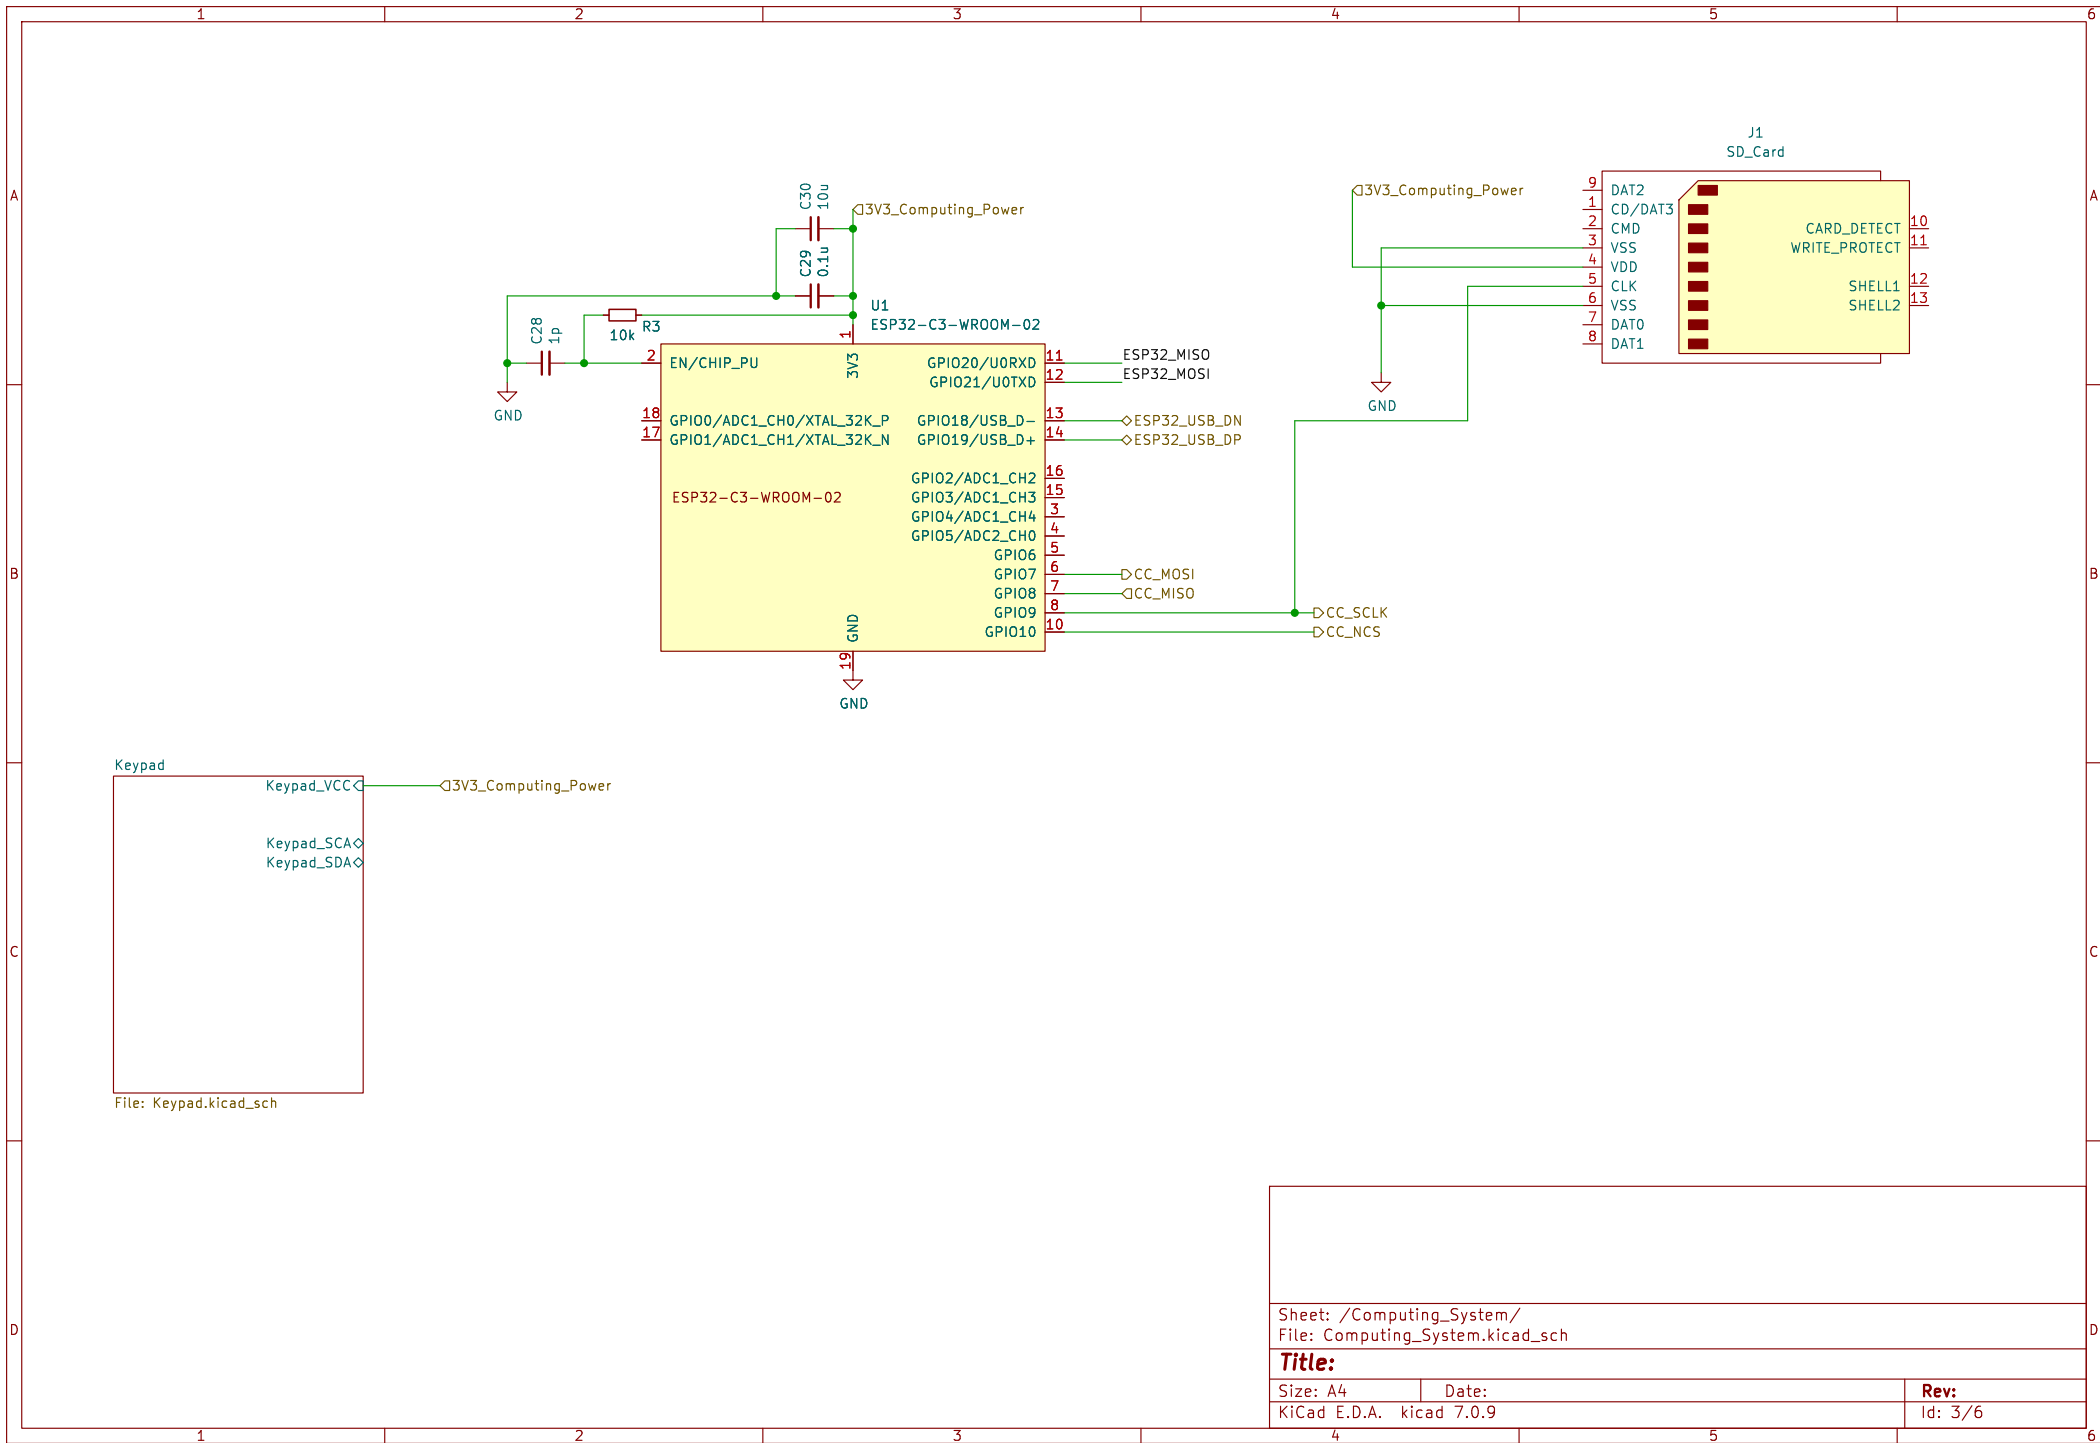 1 2 3 4 5 6
A
B
C
D
A
B
C
D
J1
SD_Card
9 DAT2
1 CD/DAT3
2 CMD
3 VSS
4 VDD
5 CLK
6 VSS
7 DAT0
8 DAT1
CARD_DETECT 10
WRITE_PROTECT 11
SHELL1 12
SHELL2 13
3V3_Computing_Power
GND
C30
10u
3V3_Computing_Power
C29
0.1u
R3
10k
C28
1p
GND
U1
ESP32-C3-WROOM-02
1
3V3
2 EN/CHIP_PU
18 GPIO0/ADC1_CH0/XTAL_32K_P
17 GPIO1/ADC1_CH1/XTAL_32K_N
ESP32-C3-WROOM-02
GPIO20/U0RXD 11 ESP32_MISO
GPIO21/U0TXD 12 ESP32_MOSI
GPIO18/USB_D- 13 ESP32_USB_DN
GPIO19/USB_D+ 14 ESP32_USB_DP
GPIO2/ADC1_CH2 16
GPIO3/ADC1_CH3 15
GPIO4/ADC1_CH4 3
GPIO5/ADC2_CH0 4
GPIO6 5
GPIO7 6 CC_MOSI
GPIO8 7 CC_MISO
GPIO9 8 CC_SCLK
GPIO10 10 CC_NCS
GND
19
GND
Keypad
Keypad_VCC 3V3_Computing_Power
Keypad_SCA
Keypad_SDA
File: Keypad.kicad_sch
Sheet: /Computing_System/
File: Computing_System.kicad_sch
Title:
Size: A4 Date: Rev:
KiCad E.D.A. kicad 7.0.9 Id: 3/6
1 2 3 4 5 6